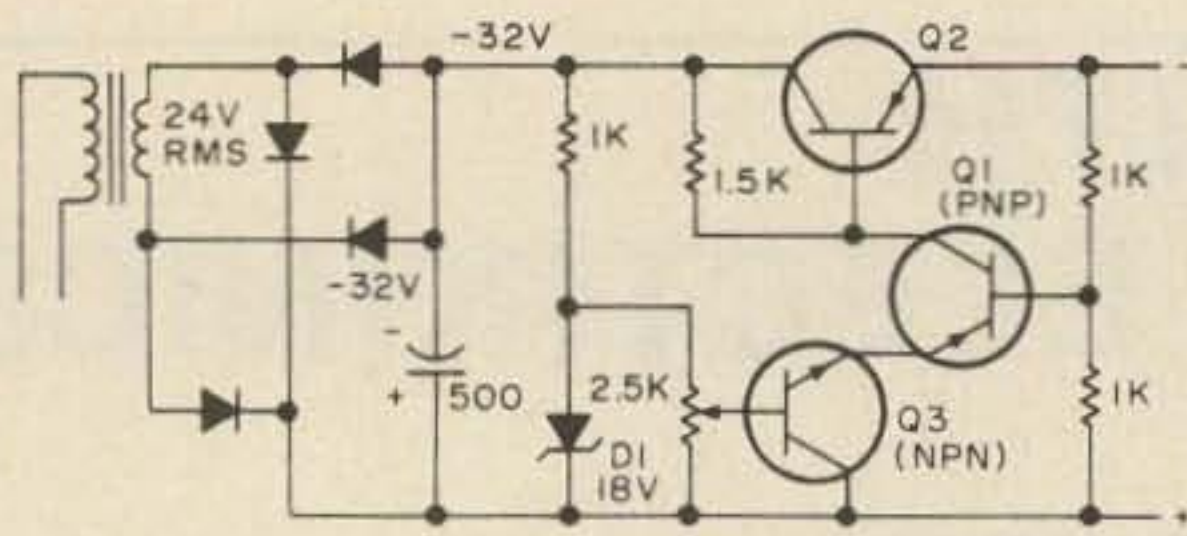 -32V
Q2
24V
RMS
1K
1.5K
Q1
(PNP)
1K
-32V
-
+
500
2.5K
1K
Q3
(NPN)
D1
18V
-
+